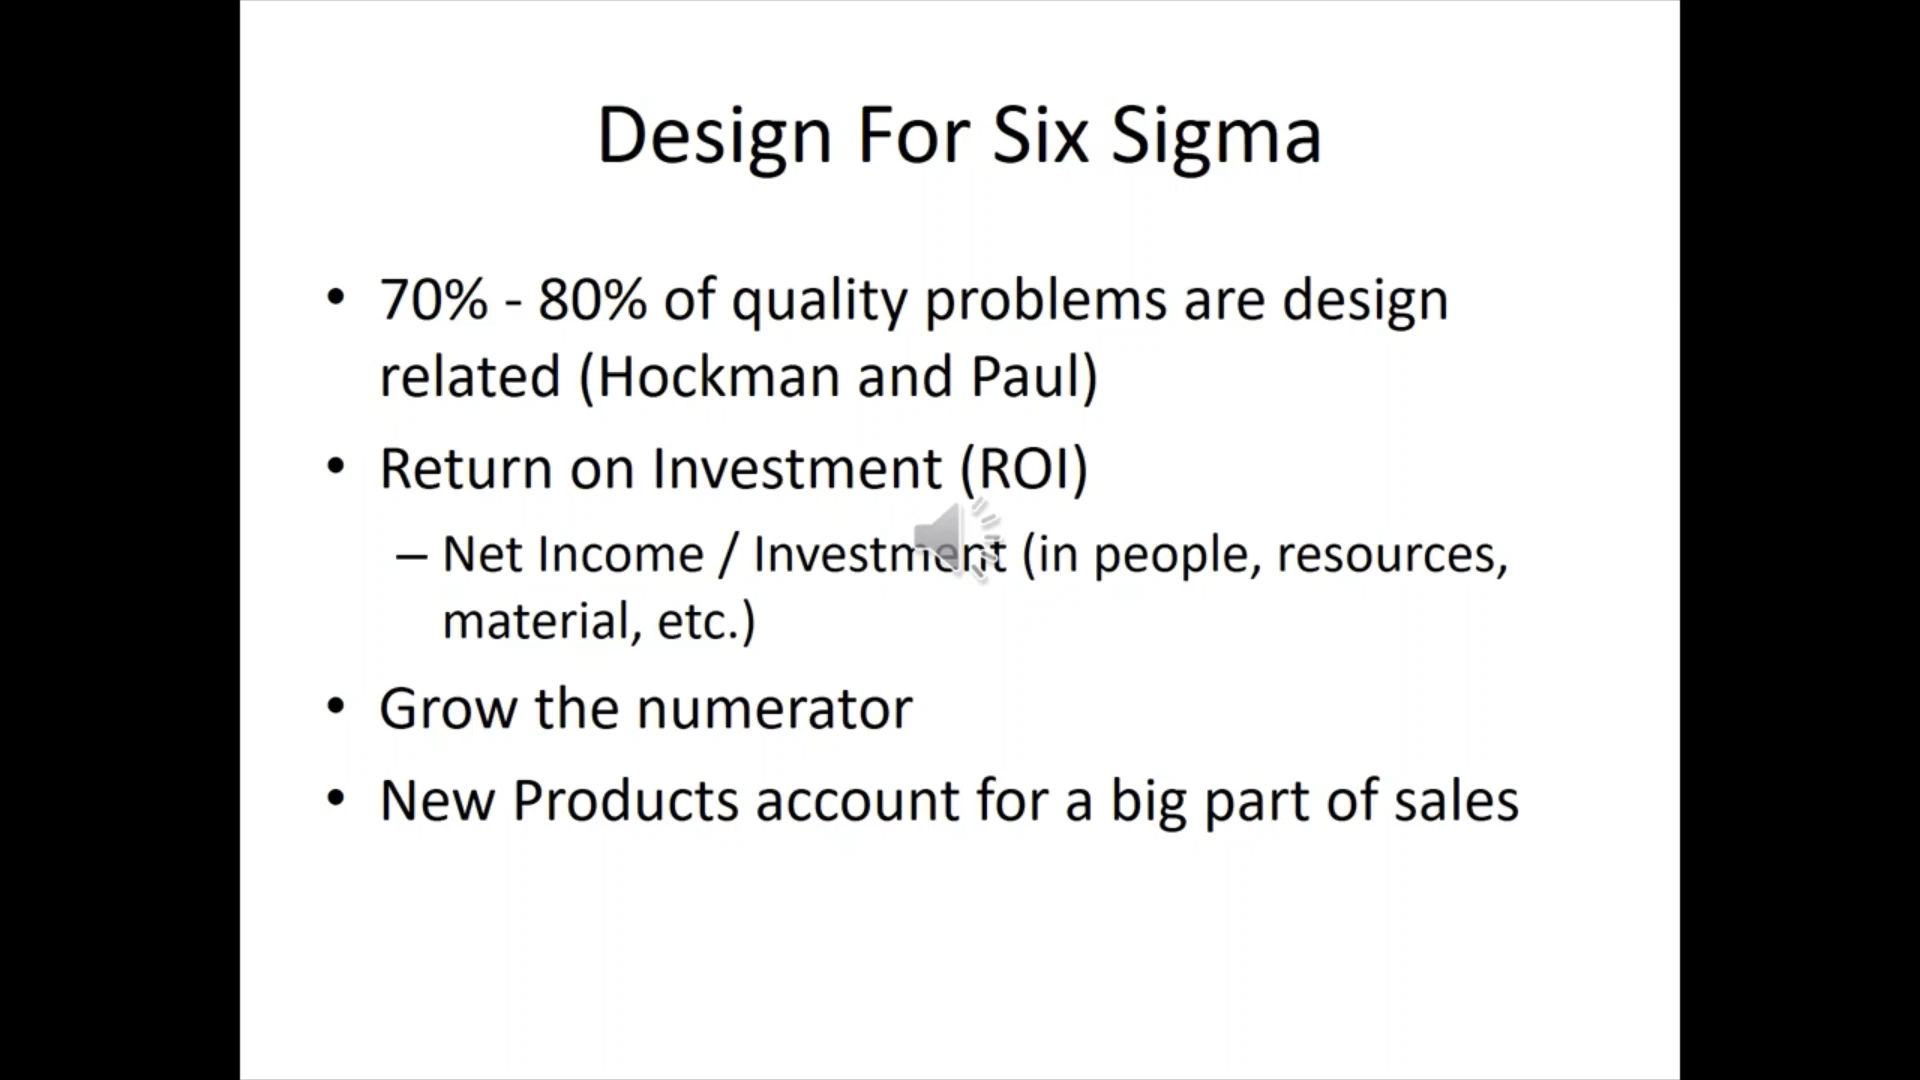 Design For Six Sigma
• 70% - 80% of quality problems are design
related (Hockman and Paul)
• Return on Investment (ROI)
– Net Income / Investment (in people, resources,
material, etc.)
• Grow the numerator
• New Products account for a big part of sales